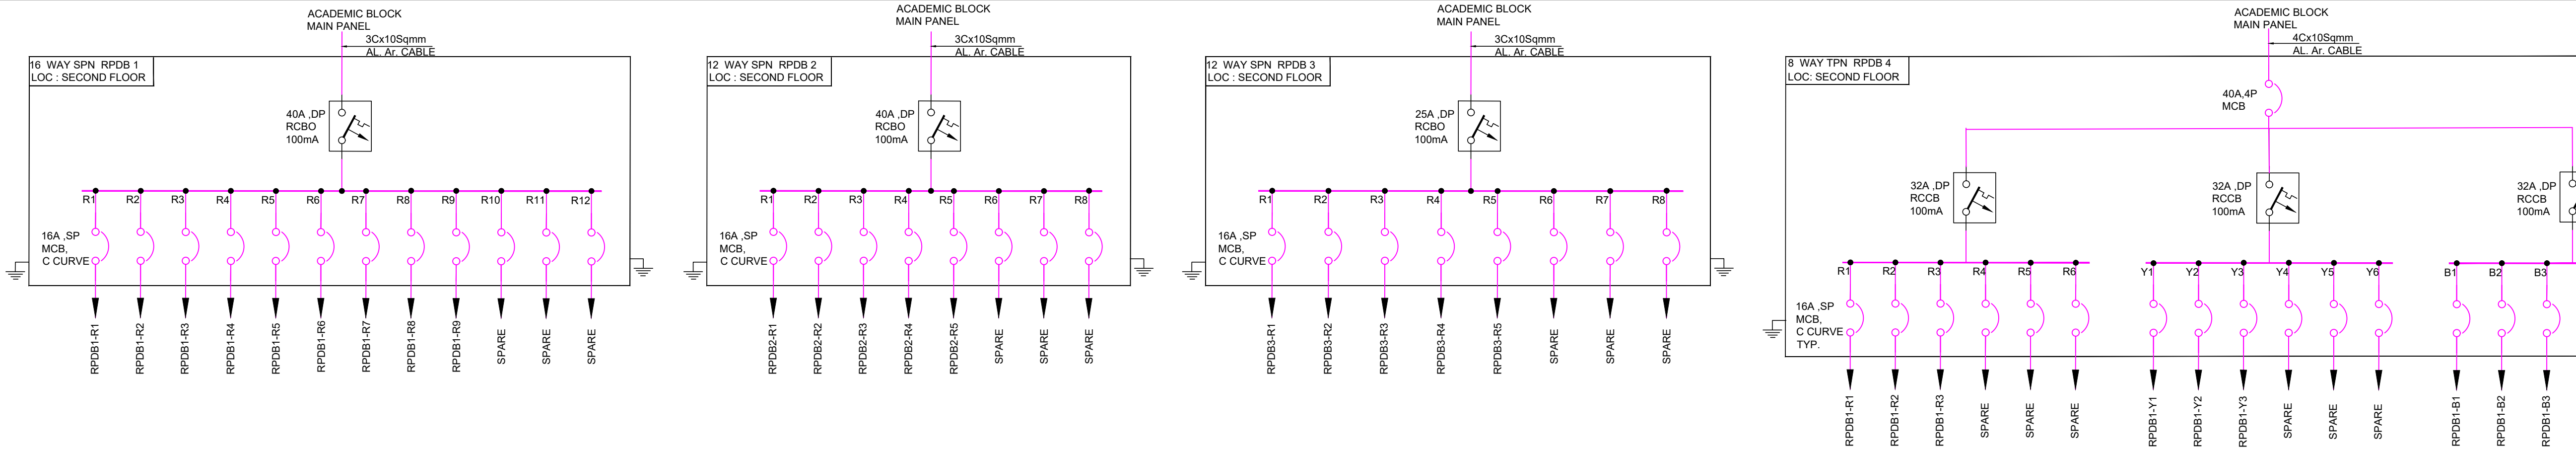 ACADEMIC BLOCK
MAIN PANEL
3Cx10Sqmm
AL. Ar. CABLE
16 WAY SPN RPDB 1
LOC : SECOND FLOOR
40A ,DP
RCBO
100mA
R1 R2 R3 R4 R5 R6 R7 R8 R9 R10 R11 R12
16A ,SP
MCB,
C CURVE
RPDB1-R1
RPDB1-R2
RPDB1-R3
RPDB1-R4
RPDB1-R5
RPDB1-R6
RPDB1-R7
RPDB1-R8
RPDB1-R9
SPARE
SPARE
SPARE
ACADEMIC BLOCK
MAIN PANEL
3Cx10Sqmm
AL. Ar. CABLE
12 WAY SPN RPDB 2
LOC : SECOND FLOOR
40A ,DP
RCBO
100mA
R1 R2 R3 R4 R5 R6 R7 R8
16A ,SP
MCB,
C CURVE
RPDB2-R1
RPDB2-R2
RPDB2-R3
RPDB2-R4
RPDB2-R5
SPARE
SPARE
SPARE
ACADEMIC BLOCK
MAIN PANEL
3Cx10Sqmm
AL. Ar. CABLE
12 WAY SPN RPDB 3
LOC : SECOND FLOOR
25A ,DP
RCBO
100mA
R1 R2 R3 R4 R5 R6 R7 R8
16A ,SP
MCB,
C CURVE
RPDB3-R1
RPDB3-R2
RPDB3-R3
RPDB3-R4
RPDB3-R5
SPARE
SPARE
SPARE
ACADEMIC BLOCK
MAIN PANEL
4Cx10Sqmm
AL. Ar. CABLE
8 WAY TPN RPDB 4
LOC: SECOND FLOOR
40A,4P
MCB
32A ,DP
RCCB
100mA
32A ,DP
RCCB
100mA
32A ,DP
RCCB
100mA
R1 R2 R3 R4 R5 R6
Y1 Y2 Y3 Y4 Y5 Y6
B1 B2 B3
16A ,SP
MCB,
C CURVE
TYP.
RPDB1-R1
RPDB1-R2
RPDB1-R3
SPARE
SPARE
SPARE
RPDB1-Y1
RPDB1-Y2
RPDB1-Y3
SPARE
SPARE
SPARE
RPDB1-B1
RPDB1-B2
RPDB1-B3